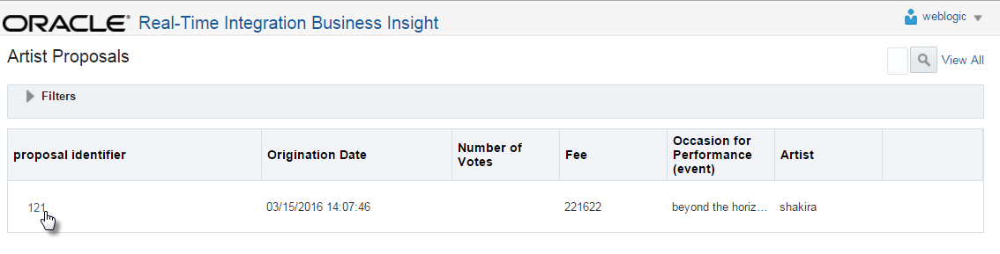 ORACLE® Real-Time Integration Business Insight
weblogic
Artist Proposals
View All
Filters
proposal identifier
Origination Date
Number of
Votes
Fee
Occasion for
Performance
(event)
Artist
121
03/15/2016 14:07:46
221622
beyond the horiz...
shakira